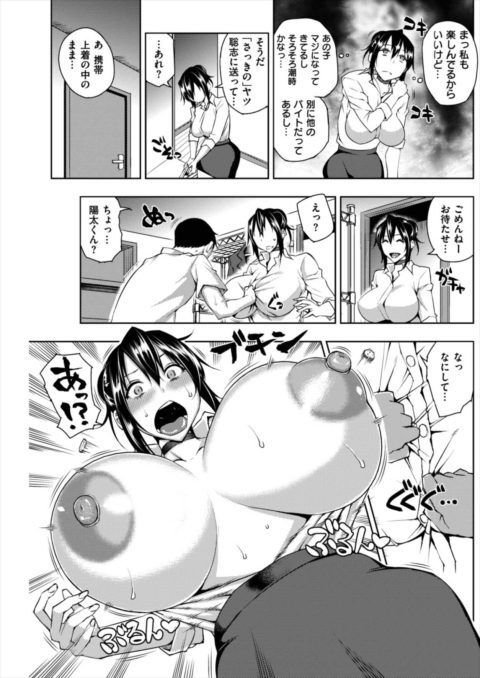 まっ私も
楽しんでるから
いいけど…
コキ
コキ
あの子
マジになって
きてるし
そろそろ潮時
かなっ…
別に他の
バイトだって
あるし…
そうだ
「さっきの」ヤツ
聡志に送って…
…あれ?
ごそっ
あ 携帯
上着の中の
まま…
ごめんねー
お待たせ…
ガチャ
えっ?
ぬっ
ちょっ…
陽太くん?
なっ
なにして…
ぐぐぐ…
ブチン
あっ!?
ぶるん♡
ぶるん♡